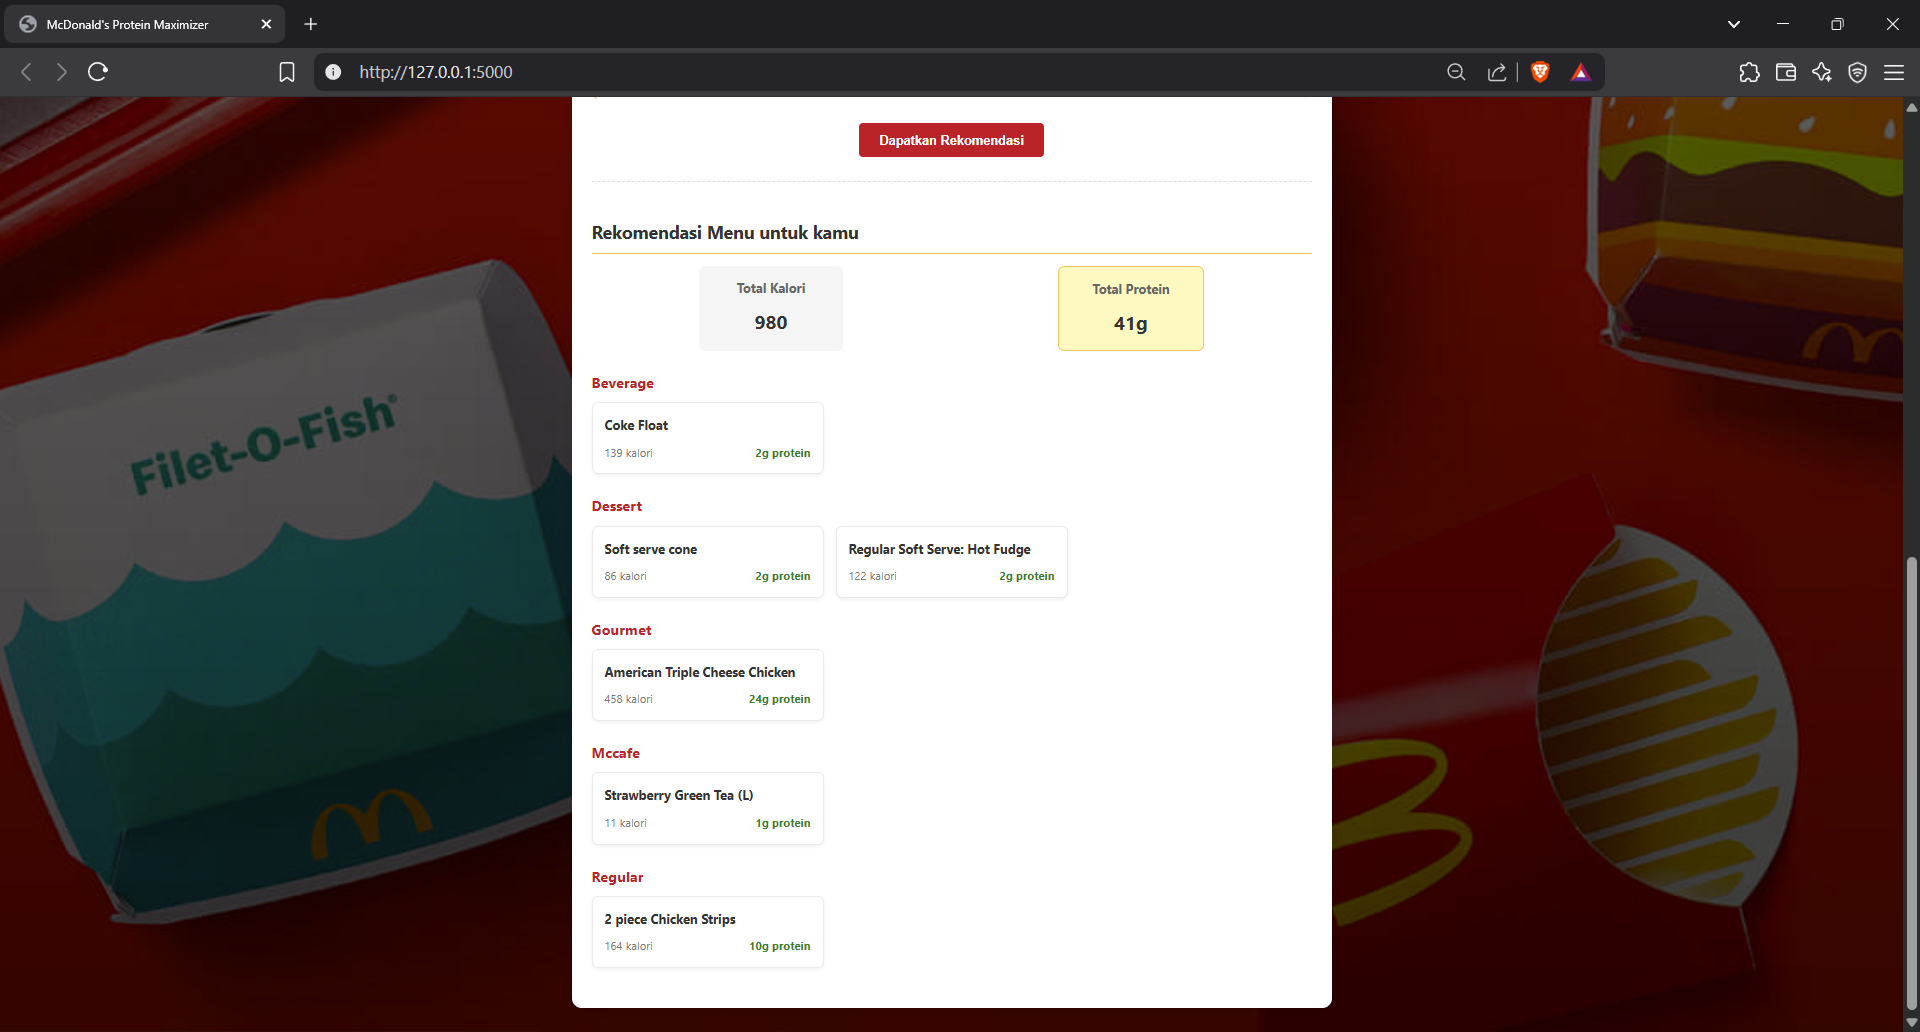 McDonald's Protein Maximizer
http://127.0.0.1:5000
Dapatkan Rekomendasi
Rekomendasi Menu untuk kamu
Total Kalori
980
Total Protein
41g
Beverage
Coke Float
139 kalori 2g protein
Dessert
Soft serve cone
86 kalori 2g protein
Regular Soft Serve: Hot Fudge
122 kalori 2g protein
Gourmet
American Triple Cheese Chicken
458 kalori 24g protein
Mccafe
Strawberry Green Tea (L)
11 kalori 1g protein
Regular
2 piece Chicken Strips
164 kalori 10g protein
Filet-O-Fish®